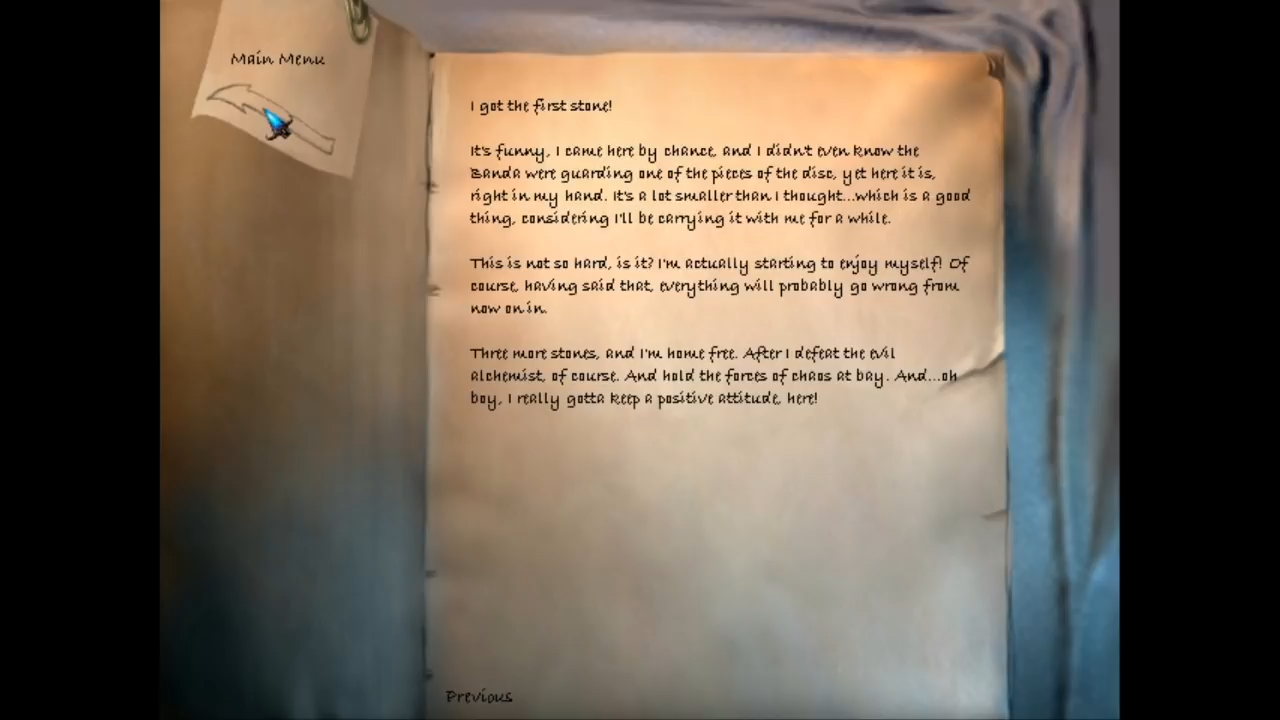 Main Menu
I got the first stone!
It's funny, I came here by chance, and I didn't even know the
Banda were guarding one of the pieces of the disc, yet here it is,
right in my hand. It's a lot smaller than I thought...which is a good
thing, considering I'll be carrying it with me for a while.
This is not so hard, is it? I'm actually starting to enjoy myself! Of
course, having said that, everything will probably go wrong from
now on in.
Three more stones, and I'm home free. After I defeat the evil
alchemist, of course. And hold the forces of chaos at bay. And...oh
boy, I really gotta keep a positive attitude, here!
Previous